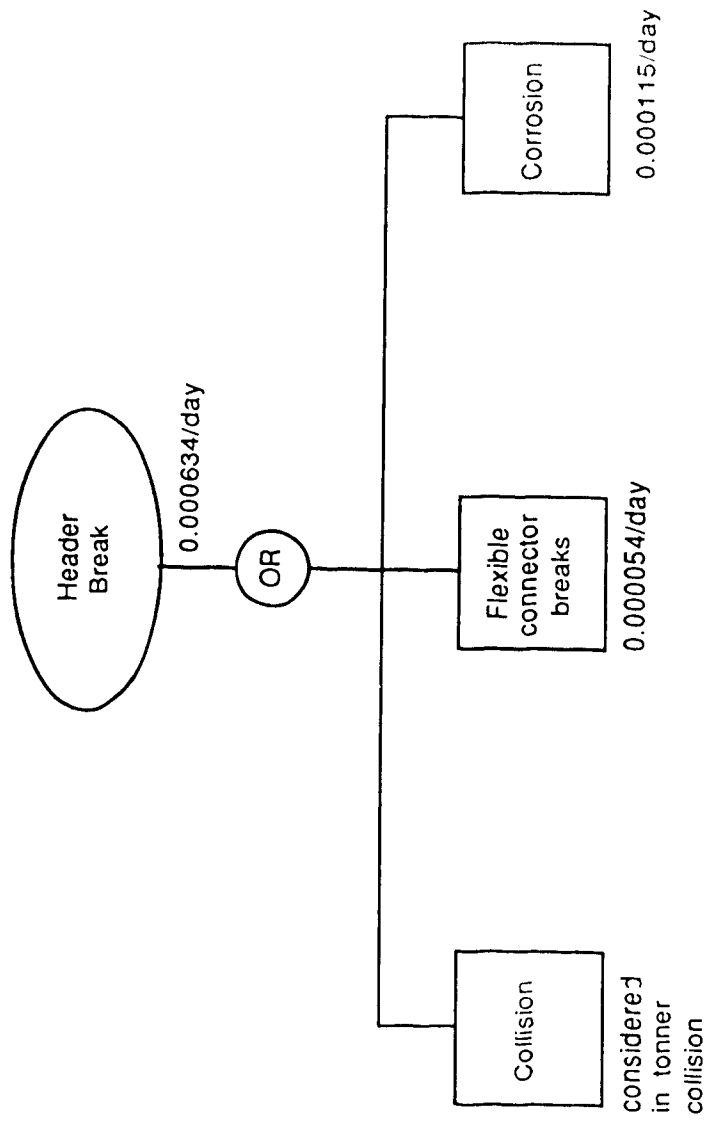 Header
Break
0.000634/day
OR
Collision
considered
in tonner
collision
Flexible
connector
breaks
0.000054/day
Corrosion
0.000115/day